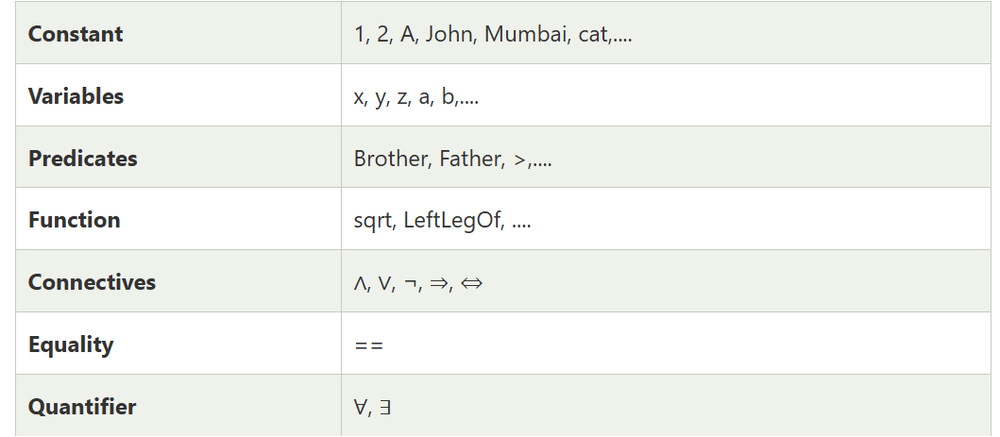 Constant 1, 2, A, John, Mumbai, cat,....
Variables x, y, z, a, b,....
Predicates Brother, Father, >,....
Function sqrt, LeftLegOf, ....
Connectives ∧, ∨, ¬, ⇒, ⇔
Equality ==
Quantifier ∀, ∃